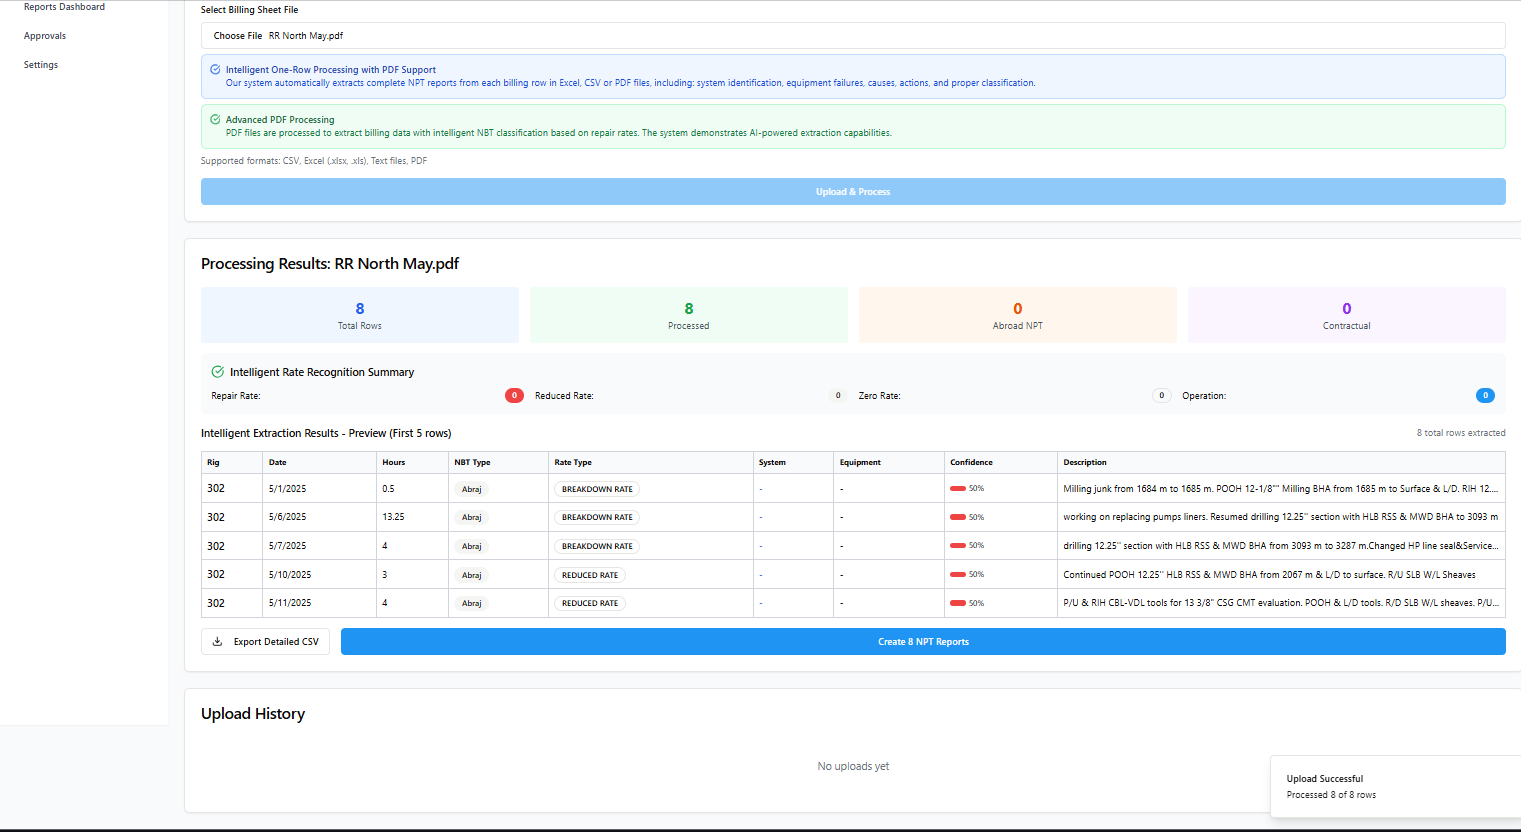 Reports Dashboard
Approvals
Settings
Select Billing Sheet File
Choose File RR North May.pdf
Intelligent One-Row Processing with PDF Support
Our system automatically extracts complete NPT reports from each billing row in Excel, CSV or PDF files, including: system identification, equipment failures, causes, actions, and proper classification.
Advanced PDF Processing
PDF files are processed to extract billing data with intelligent NBT classification based on repair rates. The system demonstrates AI-powered extraction capabilities.
Supported formats: CSV, Excel (.xlsx, .xls), Text files, PDF
Upload & Process
Processing Results: RR North May.pdf
8 8 0 0
Total Rows Processed Abroad NPT Contractual
Intelligent Rate Recognition Summary
Repair Rate: 0 Reduced Rate: 0 Zero Rate: 0 Operation: 0
Intelligent Extraction Results - Preview (First 5 rows) 8 total rows extracted
Rig Date Hours NBT Type Rate Type System Equipment Confidence Description
302 5/1/2025 0.5 Abraj BREAKDOWN RATE - - 50% Milling junk from 1684 m to 1685 m. POOH 12-1/8"" Milling BHA from 1685 m to Surface & L/D. RIH 12....
302 5/6/2025 13.25 Abraj BREAKDOWN RATE - - 50% working on replacing pumps liners. Resumed drilling 12.25" section with HLB RSS & MWD BHA to 3093 m
302 5/7/2025 4 Abraj BREAKDOWN RATE - - 50% drilling 12.25" section with HLB RSS & MWD BHA from 3093 m to 3287 m.Changed HP line seal&Service...
302 5/10/2025 3 Abraj REDUCED RATE - - 50% Continued POOH 12.25" HLB RSS & MWD BHA from 2067 m & L/D to surface. R/U SLB W/L Sheaves
302 5/11/2025 4 Abraj REDUCED RATE - - 50% P/U & RIH CBL-VDL tools for 13 3/8" CSG CMT evaluation. POOH & L/D tools. R/D SLB W/L sheaves. P/U...
Export Detailed CSV Create 8 NPT Reports
Upload History
No uploads yet
Upload Successful
Processed 8 of 8 rows